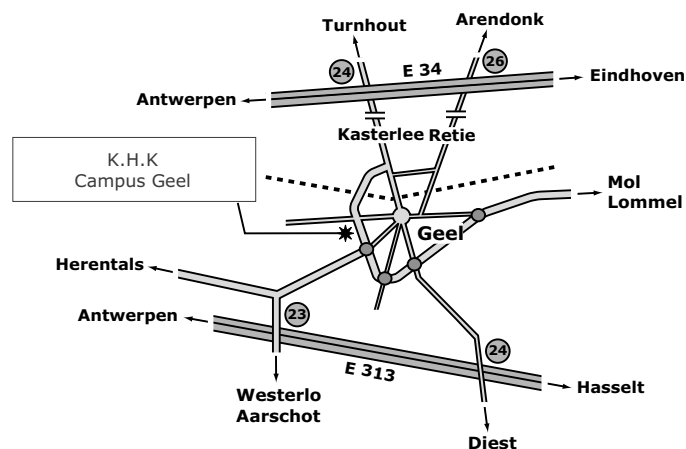 Turnhout
Arendonk
24
E 34
26
Eindhoven
Antwerpen
Kasterlee
Retie
K.H.K
Campus Geel
Mol
Lommel
Geel
Herentals
Antwerpen
23
24
E 313
Westerlo
Aarschot
Hasselt
Diest